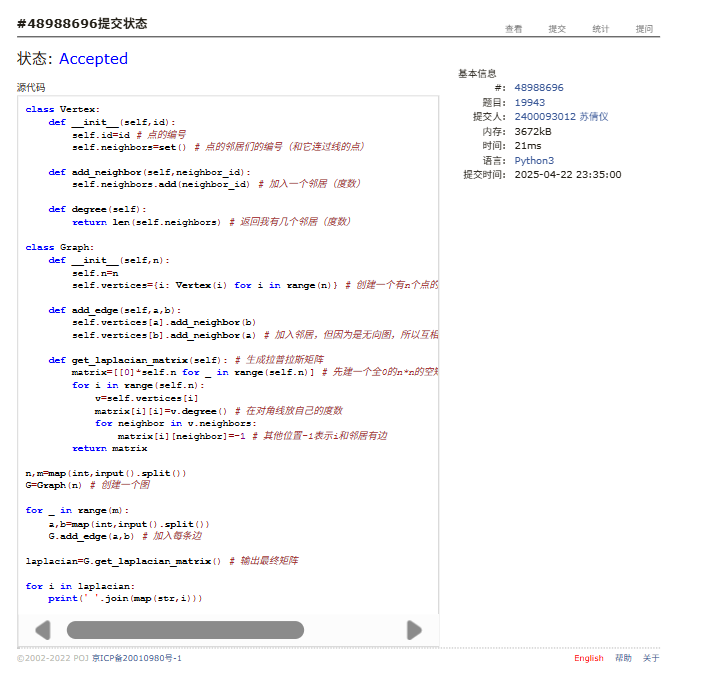 #48988696提交状态
查看 提交 统计 提问
状态: Accepted
源代码
class Vertex:
    def __init__(self,id):
        self.id=id # 点的编号
        self.neighbors=set() # 点的邻居们的编号（和它连过线的点）
    def add_neighbor(self,neighbor_id):
        self.neighbors.add(neighbor_id) # 加入一个邻居（度数）
    def degree(self):
        return len(self.neighbors) # 返回我有几个邻居（度数）
class Graph:
    def __init__(self,n):
        self.n=n
        self.vertices={i: Vertex(i) for i in range(n)} # 创建一个有n个点的
    def add_edge(self,a,b):
        self.vertices[a].add_neighbor(b)
        self.vertices[b].add_neighbor(a) # 加入邻居，但因为是无向图，所以互相
    def get_laplacian_matrix(self): # 生成拉普拉斯矩阵
        matrix=[[0]*self.n for _ in range(self.n)] # 先建一个全0的n*n的空矩
        for i in range(self.n):
            v=self.vertices[i]
            matrix[i][i]=v.degree() # 在对角线放自己的度数
            for neighbor in v.neighbors:
                matrix[i][neighbor]=-1 # 其他位置-1表示i和邻居有边
        return matrix
n,m=map(int,input().split())
G=Graph(n) # 创建一个图
for _ in range(m):
    a,b=map(int,input().split())
    G.add_edge(a,b) # 加入每条边
laplacian=G.get_laplacian_matrix() # 输出最终矩阵
for i in laplacian:
    print(' '.join(map(str,i)))
基本信息
#: 48988696
题目: 19943
提交人: 2400093012 苏倩仪
内存: 3672kB
时间: 21ms
语言: Python3
提交时间: 2025-04-22 23:35:00
©2002-2022 POJ 京ICP备20010980号-1
English 帮助 关于